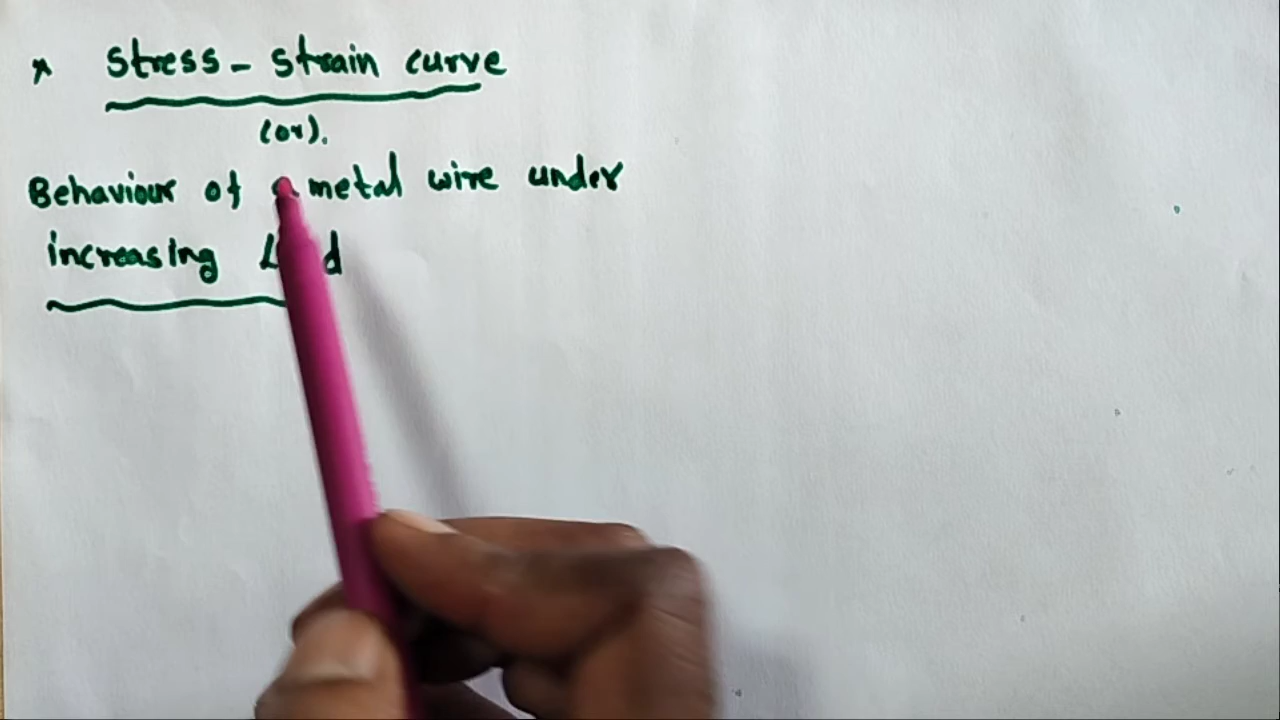 * Stress - strain curve
(or).
Behaviour of a metal wire under
increasing